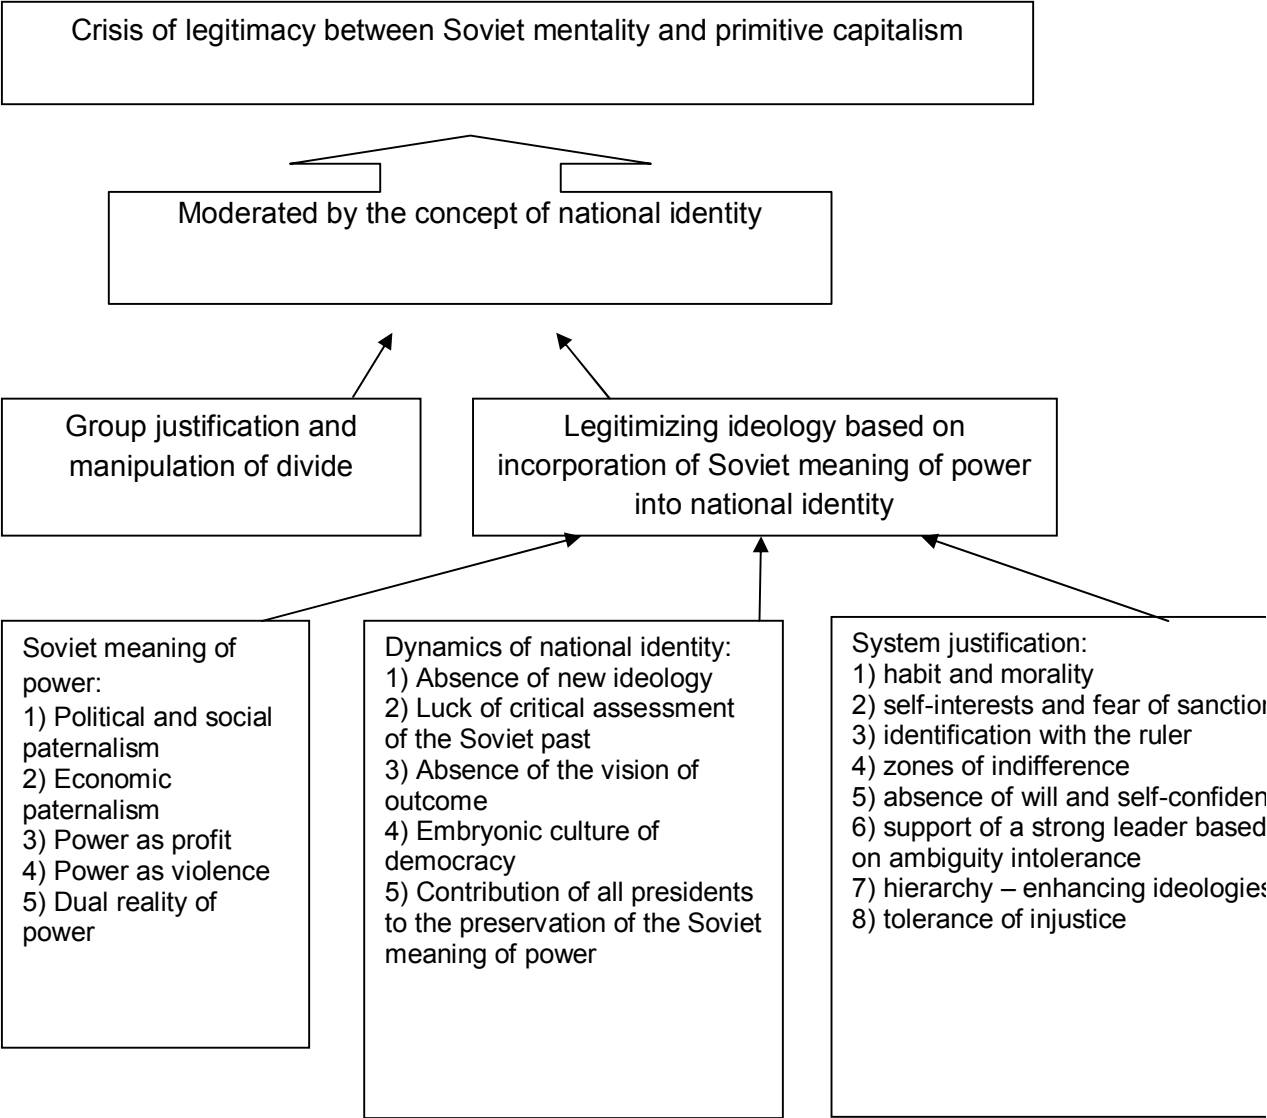 Crisis of legitimacy between Soviet mentality and primitive capitalism
Moderated by the concept of national identity
Group justification and
manipulation of divide
Legitimizing ideology based on
incorporation of Soviet meaning of power
into national identity
Soviet meaning of
power:
1) Political and social
paternalism
2) Economic
paternalism
3) Power as profit
4) Power as violence
5) Dual reality of
power
Dynamics of national identity:
1) Absence of new ideology
2) Luck of critical assessment
of the Soviet past
3) Absence of the vision of
outcome
4) Embryonic culture of
democracy
5) Contribution of all presidents
to the preservation of the Soviet
meaning of power
System justification:
1) habit and morality
2) self-interests and fear of sanction
3) identification with the ruler
4) zones of indifference
5) absence of will and self-confiden
6) support of a strong leader based
on ambiguity intolerance
7) hierarchy – enhancing ideologies
8) tolerance of injustice